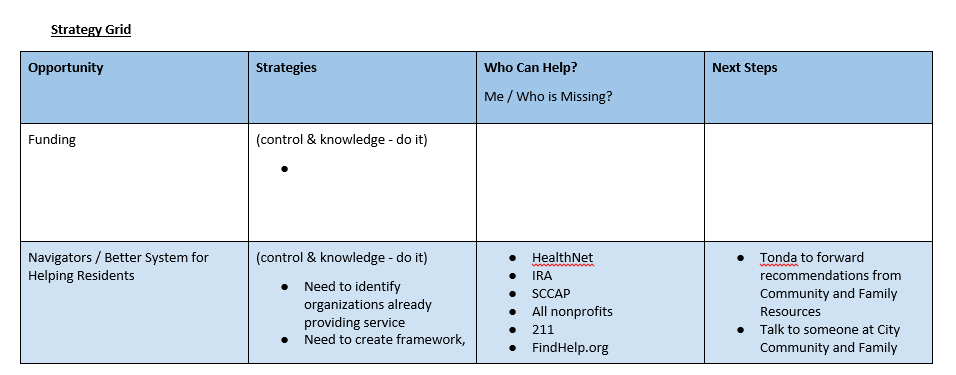 Strategy Grid
Opportunity
Strategies
Who Can Help?
Me / Who is Missing?
Next Steps
Funding
(control & knowledge - do it)
●
Navigators / Better System for
Helping Residents
(control & knowledge - do it)
● Need to identify
organizations already
providing service
● Need to create framework,
● HealthNet
● IRA
● SCCAP
● All nonprofits
● 211
● FindHelp.org
● Tonda to forward
recommendations from
Community and Family
Resources
● Talk to someone at City
Community and Family